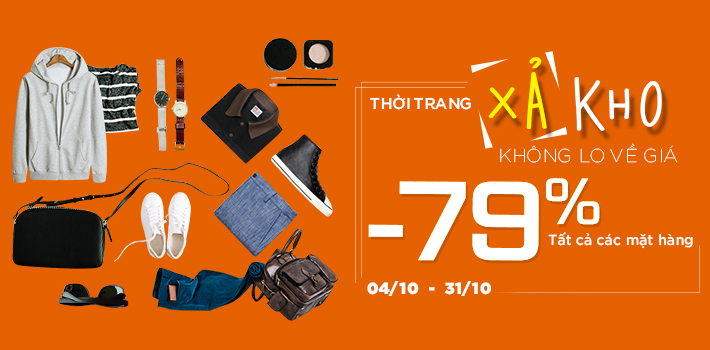 THỜI TRANG XẢ KHO
KHÔNG LO VỀ GIÁ
-79%
Tất cả các mặt hàng
04/10 - 31/10